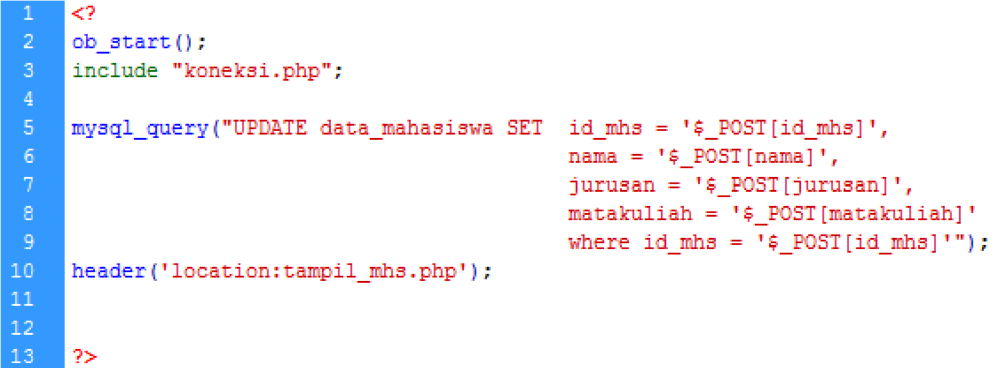 1 <?
2 ob_start();
3 include "koneksi.php";
4
5 mysql_query("UPDATE data_mahasiswa SET  id_mhs = '$_POST[id_mhs]',
6 nama = '$_POST[nama]',
7 jurusan = '$_POST[jurusan]',
8 matakuliah = '$_POST[matakuliah]'
9 where id_mhs = '$_POST[id_mhs]'");
10 header('location:tampil_mhs.php');
11
12
13 ?>